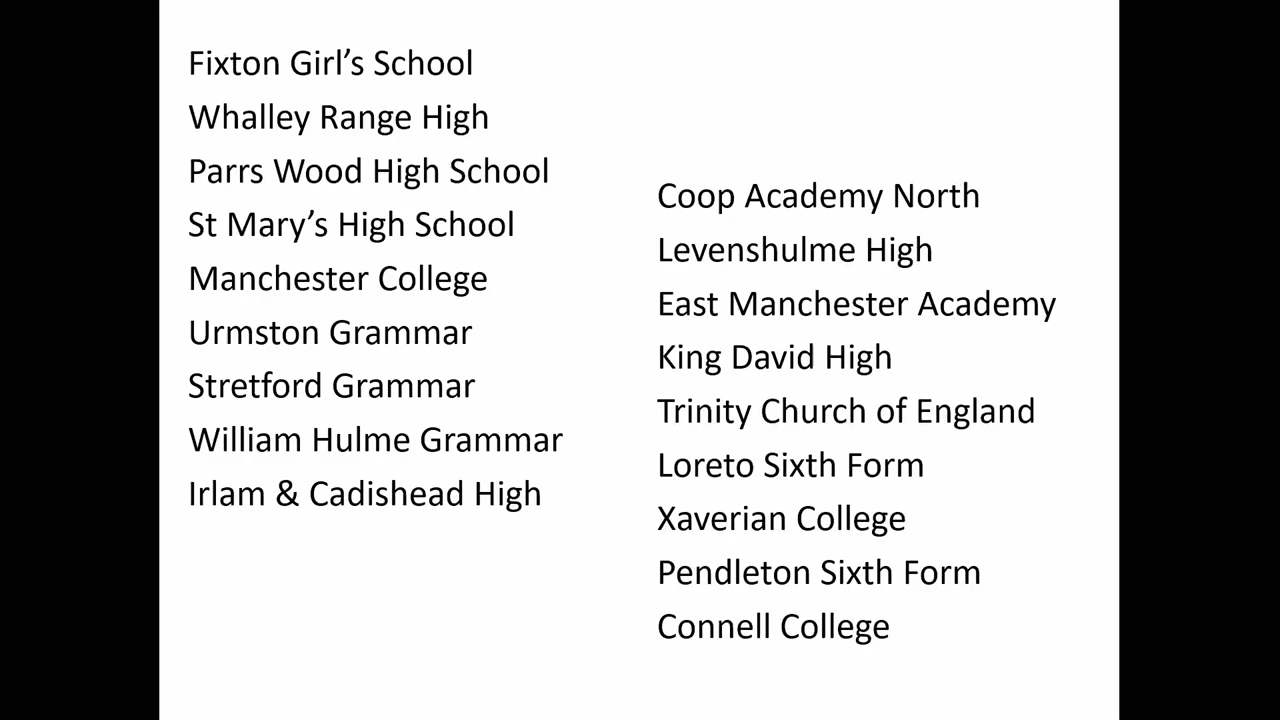 Fixton Girl’s School
Whalley Range High
Parrs Wood High School
St Mary’s High School
Manchester College
Urmston Grammar
Stretford Grammar
William Hulme Grammar
Irlam & Cadishead High
Coop Academy North
Levenshulme High
East Manchester Academy
King David High
Trinity Church of England
Loreto Sixth Form
Xaverian College
Pendleton Sixth Form
Connell College